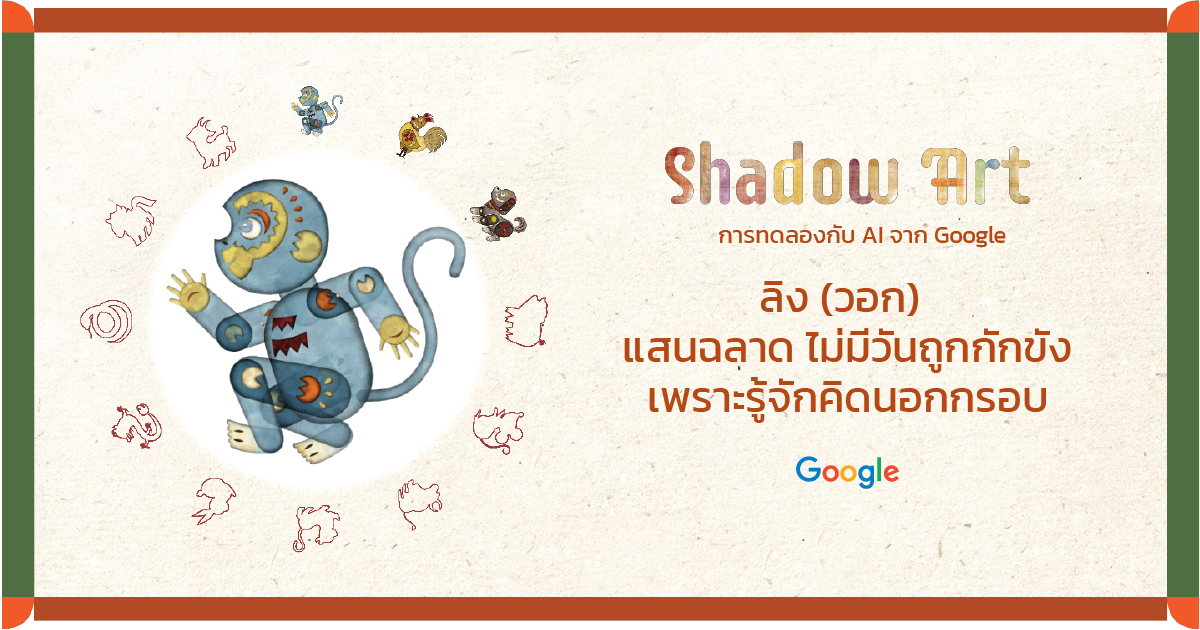 Shadow Art
การทดลองกับ AI จาก Google
ลิง (วอก)
แสนฉลาด ไม่มีวันถูกกักขัง
เพราะรู้จักคิดนอกกรอบ
Google